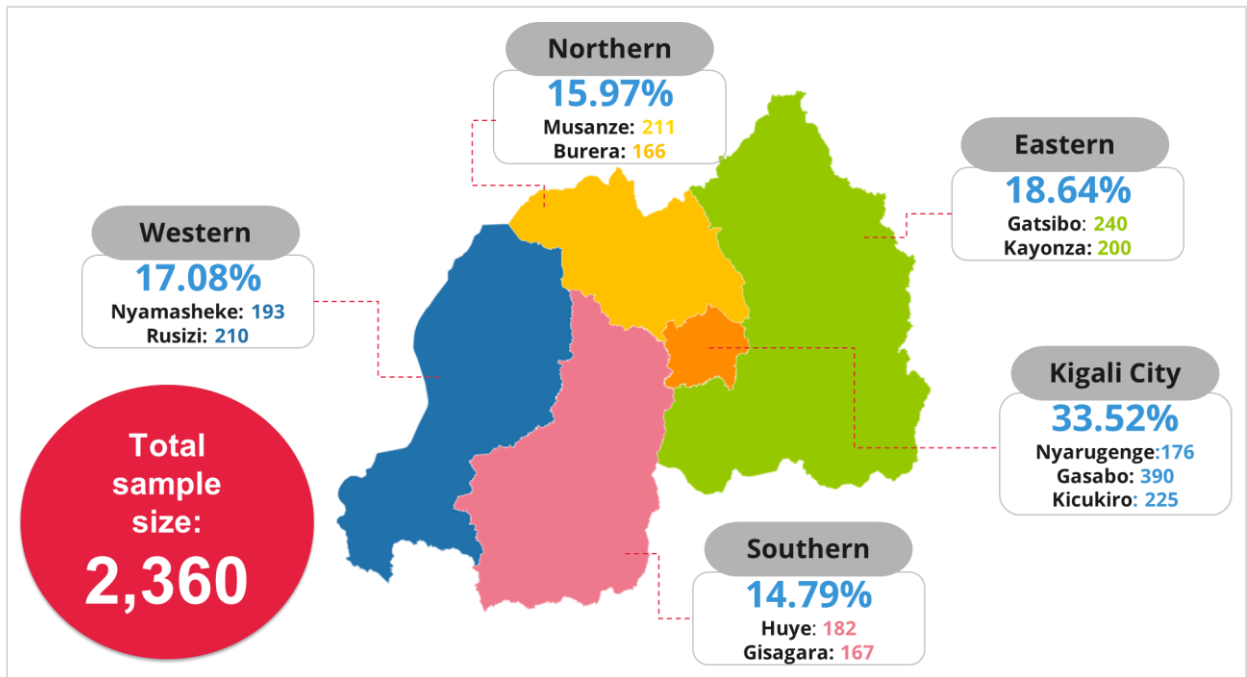 Northern
15.97%
Musanze: 211
Burera: 166
Eastern
18.64%
Gatsibo: 240
Kayonza: 200
Western
17.08%
Nyamasheke: 193
Rusizi: 210
Kigali City
33.52%
Nyarugenge:176
Gasabo: 390
Kicukiro: 225
Total
sample
size:
2,360
Southern
14.79%
Huye: 182
Gisagara: 167